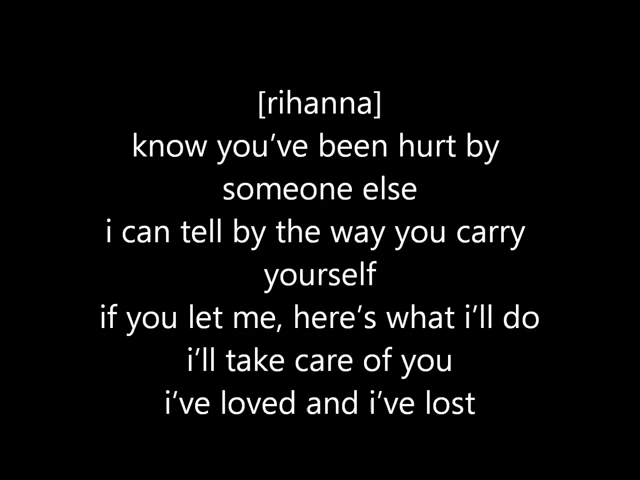 [rihanna]
know you’ve been hurt by
someone else
i can tell by the way you carry
yourself
if you let me, here’s what i’ll do
i’ll take care of you
i’ve loved and i’ve lost